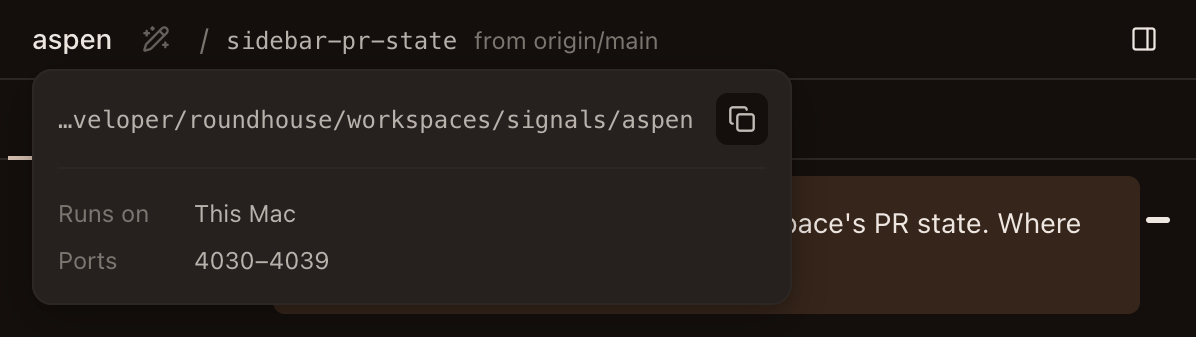 aspen / sidebar-pr-state from origin/main
…veloper/roundhouse/workspaces/signals/aspen
Runs on This Mac
Ports 4030–4039
pace's PR state. Where